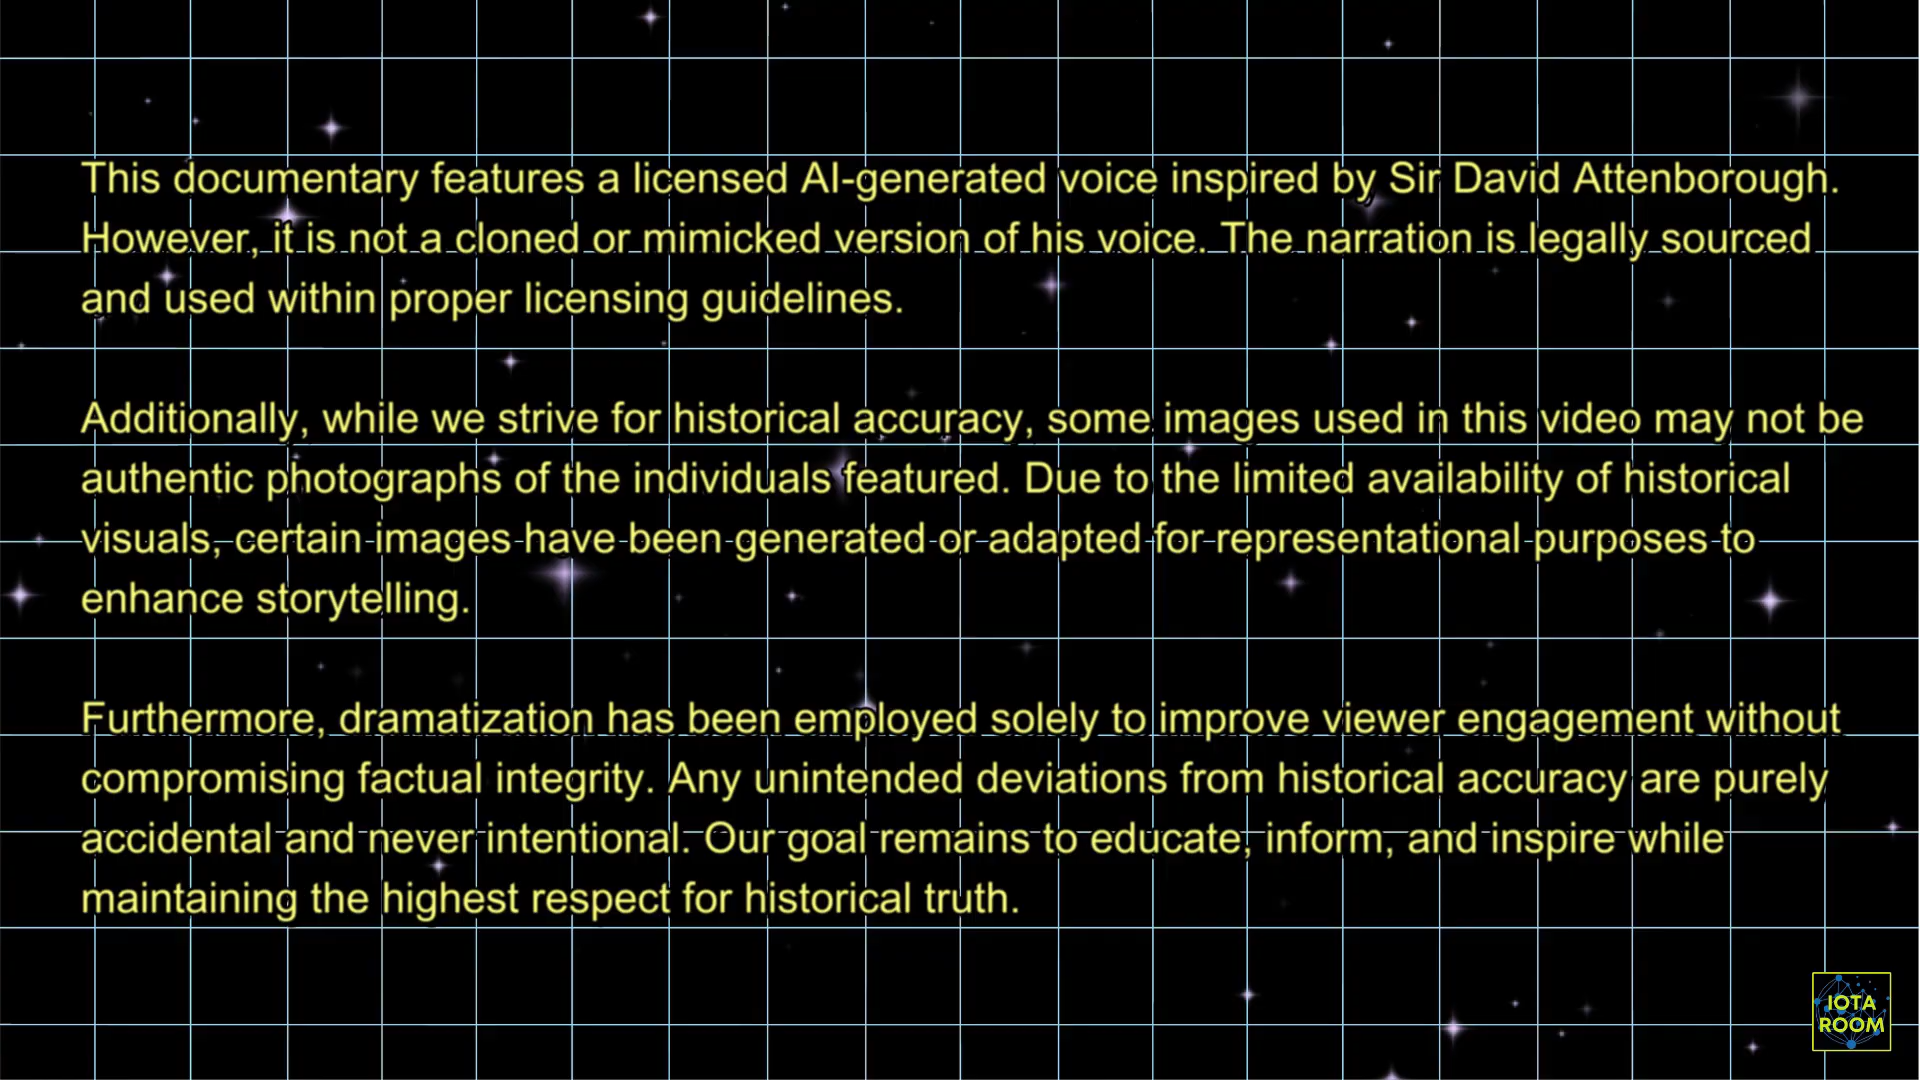 This documentary features a licensed AI-generated voice inspired by Sir David Attenborough.
However, it is not a cloned or mimicked version of his voice. The narration is legally sourced
and used within proper licensing guidelines.
Additionally, while we strive for historical accuracy, some images used in this video may not be
authentic photographs of the individuals featured. Due to the limited availability of historical
visuals, certain images have been generated or adapted for representational purposes to
enhance storytelling.
Furthermore, dramatization has been employed solely to improve viewer engagement without
compromising factual integrity. Any unintended deviations from historical accuracy are purely
accidental and never intentional. Our goal remains to educate, inform, and inspire while
maintaining the highest respect for historical truth.
IOTA
ROOM